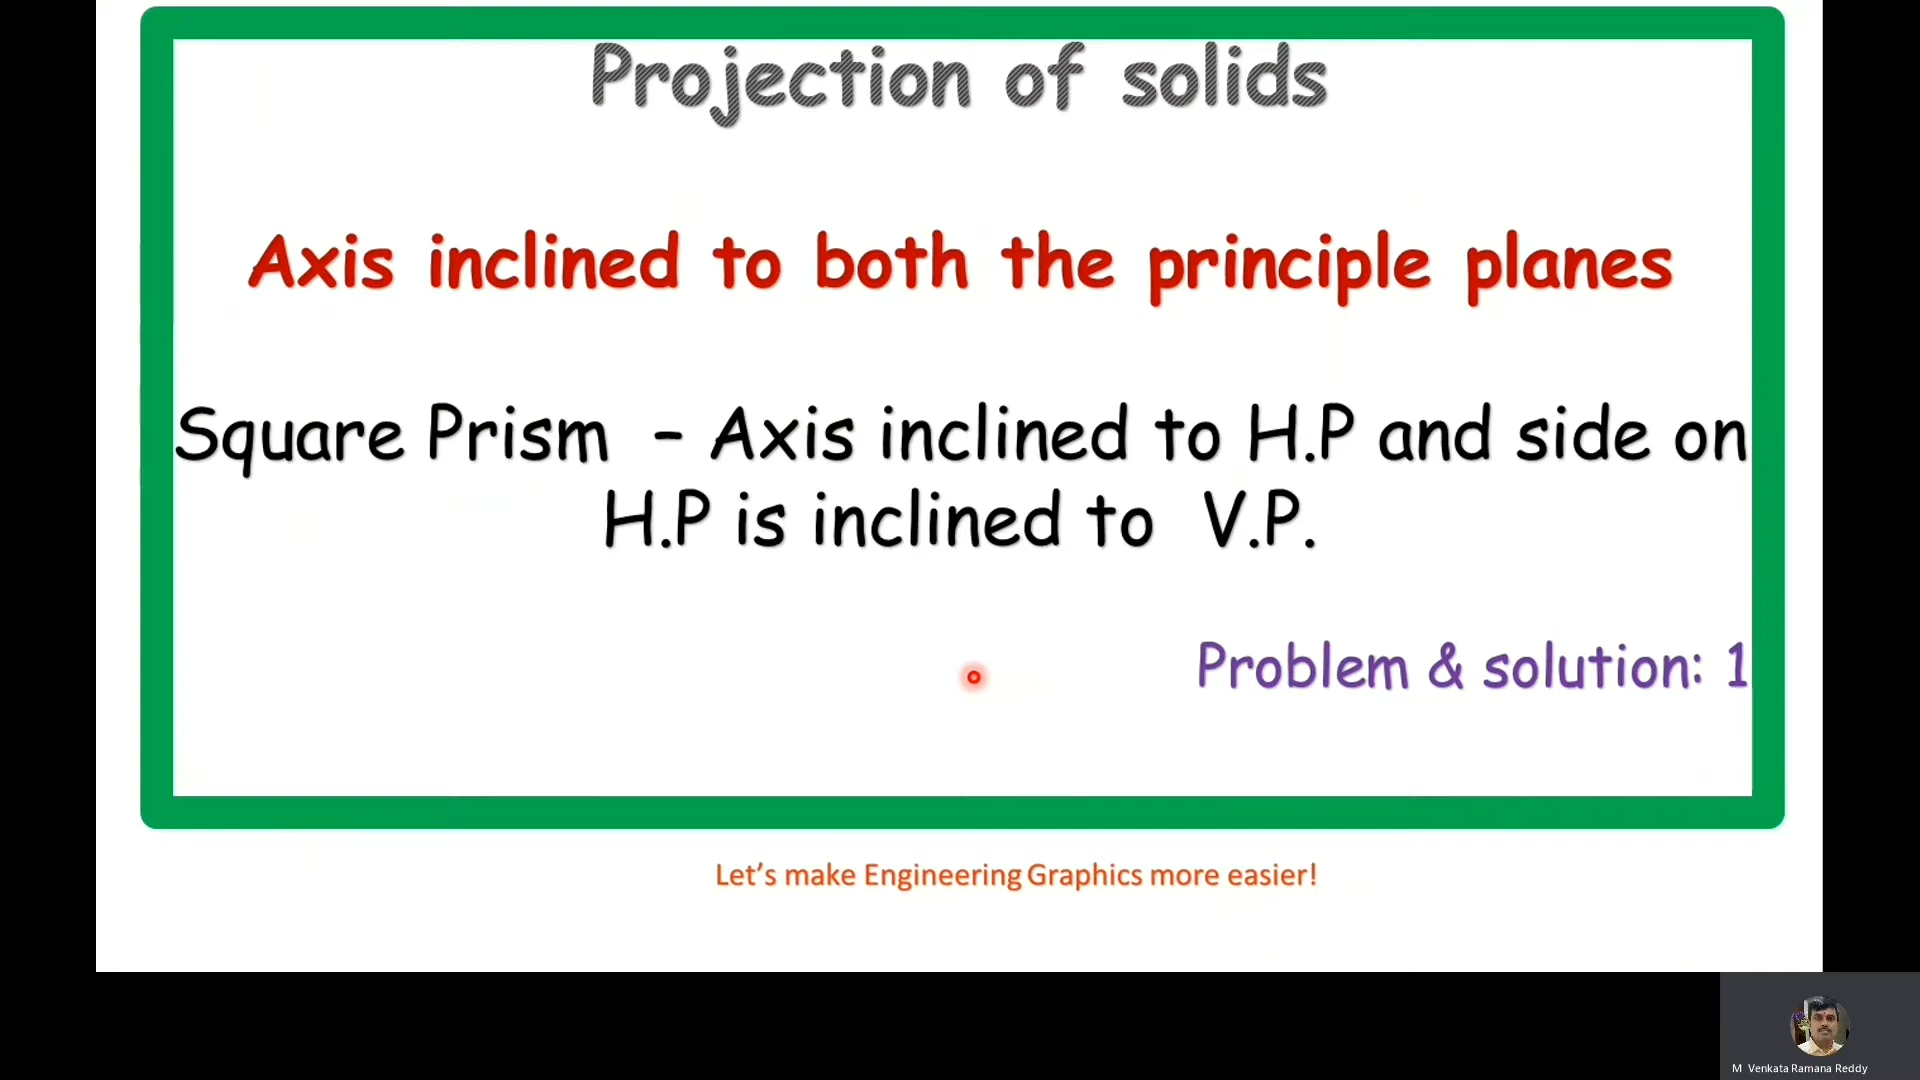 Projection of solids
Axis inclined to both the principle planes
Square Prism – Axis inclined to H.P and side on
H.P is inclined to V.P.
Problem & solution: 1
Let's make Engineering Graphics more easier!
M Venkata Ramana Reddy